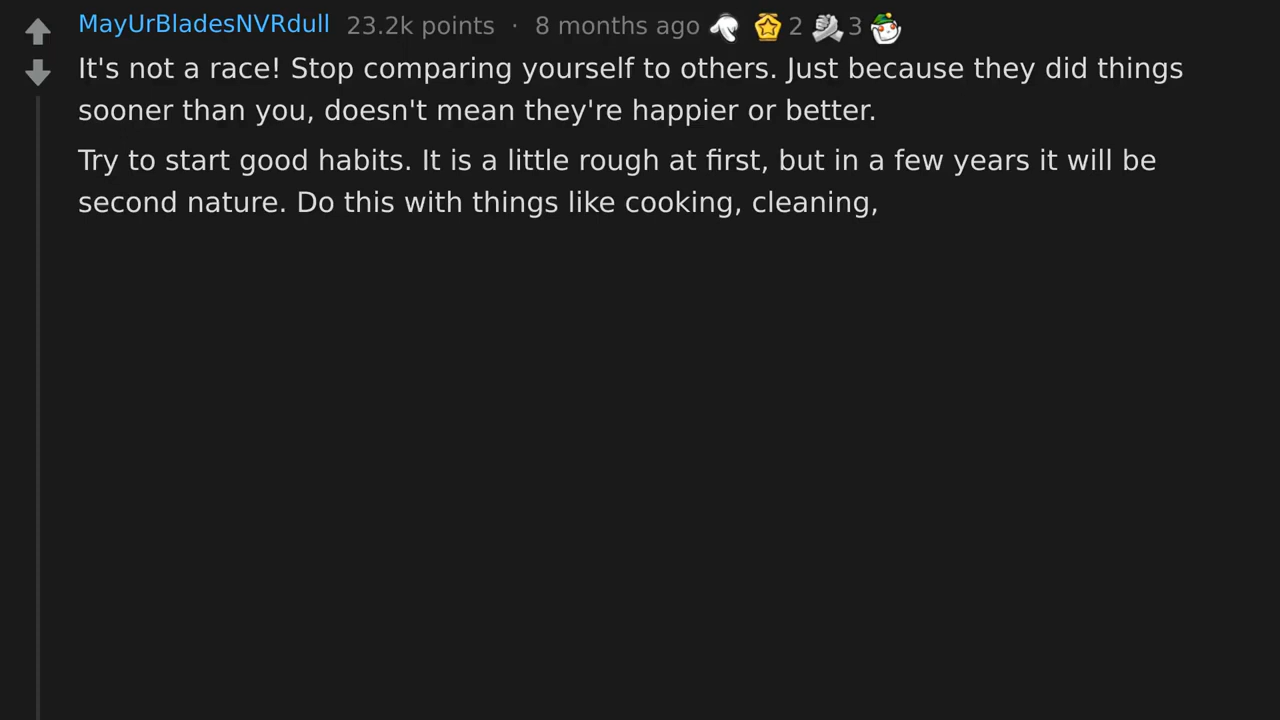 MayUrBladesNVRdull 23.2k points · 8 months ago 2 3
It's not a race! Stop comparing yourself to others. Just because they did things
sooner than you, doesn't mean they're happier or better.
Try to start good habits. It is a little rough at first, but in a few years it will be
second nature. Do this with things like cooking, cleaning,